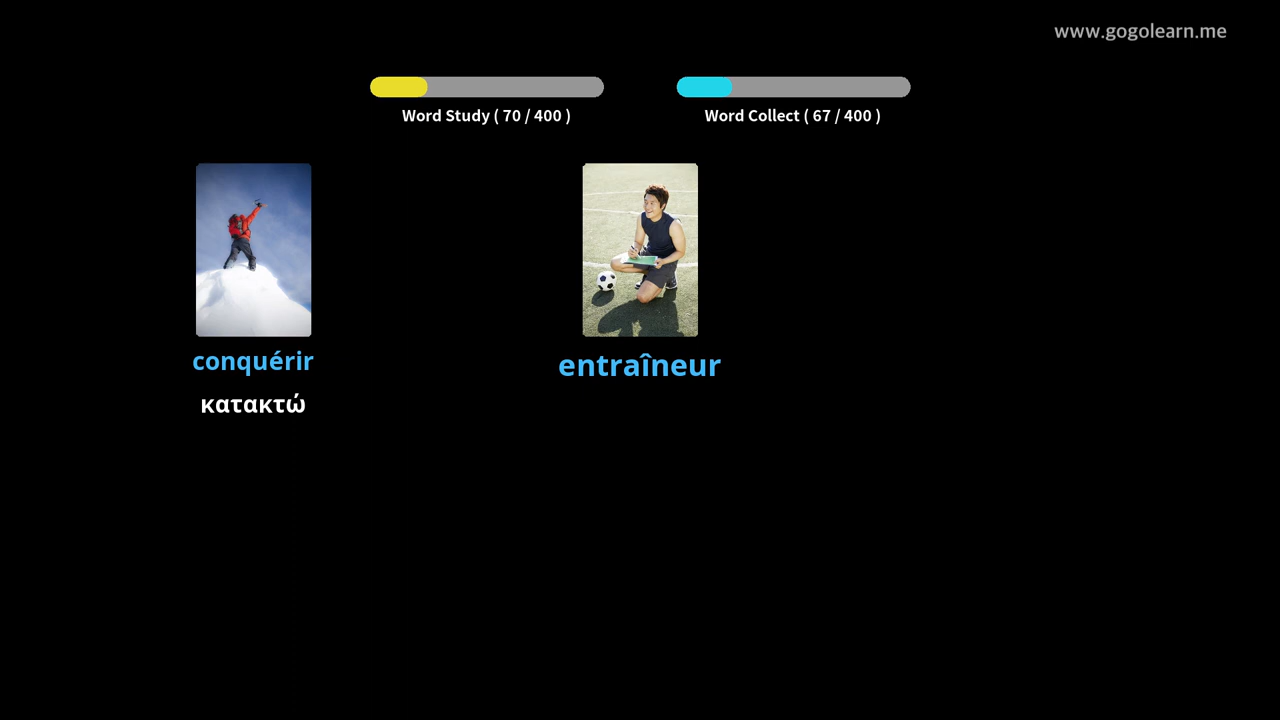 www.gogolearn.me
Word Study ( 70 / 400 )
Word Collect ( 67 / 400 )
conquérir
κατακτώ
entraîneur